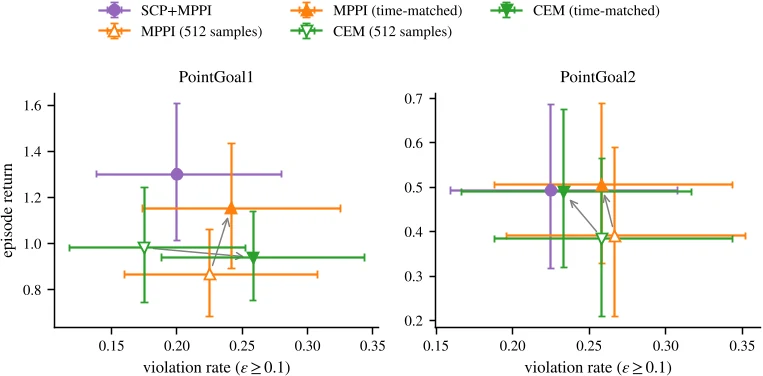 SCP+MPPI MPPI (time-matched) CEM (time-matched)
MPPI (512 samples) CEM (512 samples)
PointGoal1 PointGoal2
episode return
1.6
1.4
1.2
1.0
0.8
0.15 0.20 0.25 0.30 0.35
violation rate (ε ≥ 0.1)
0.7
0.6
0.5
0.4
0.3
0.2
0.15 0.20 0.25 0.30 0.35
violation rate (ε ≥ 0.1)